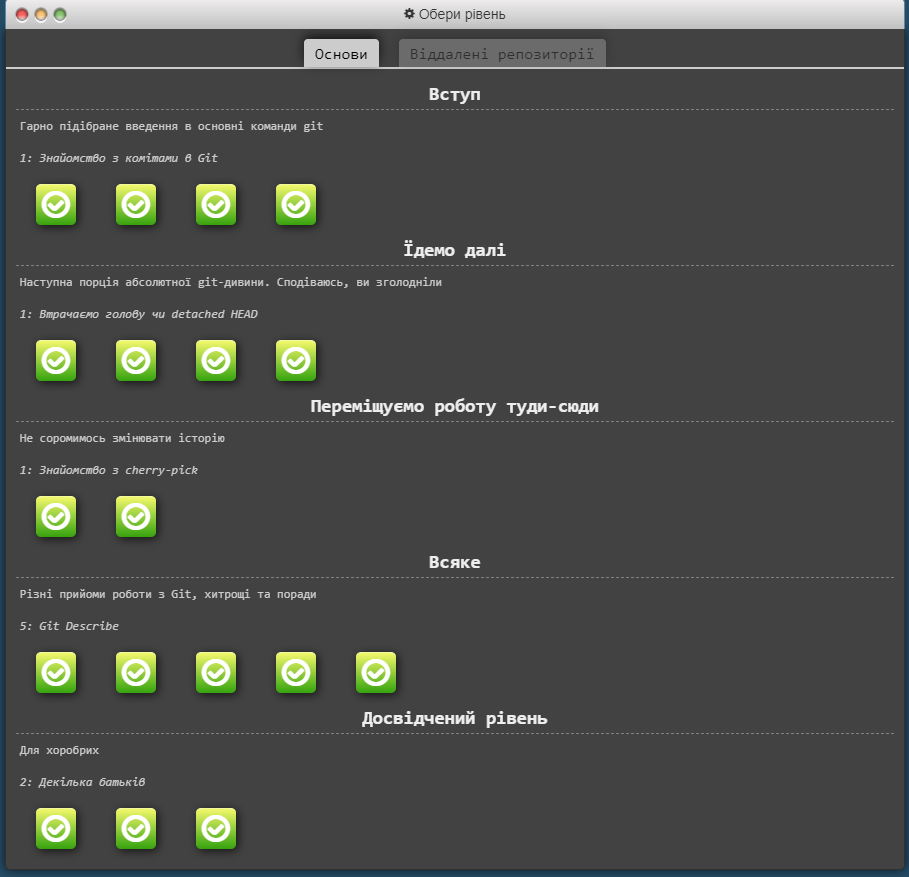 Обери рівень
Основи
Віддалені репозиторії
Вступ
Гарно підібране введення в основні команди git
1: Знайомство з комітами в Git
Їдемо далі
Наступна порція абсолютної git-дивини. Сподіваюсь, ви зголодніли
1: Втрачаємо голову чи detached HEAD
Переміщуємо роботу туди-сюди
Не соромимось змінювати історію
1: Знайомство з cherry-pick
Всяке
Різні прийоми роботи з Git, хитрощі та поради
5: Git Describe
Досвідчений рівень
Для хоробрих
2: Декілька батьків